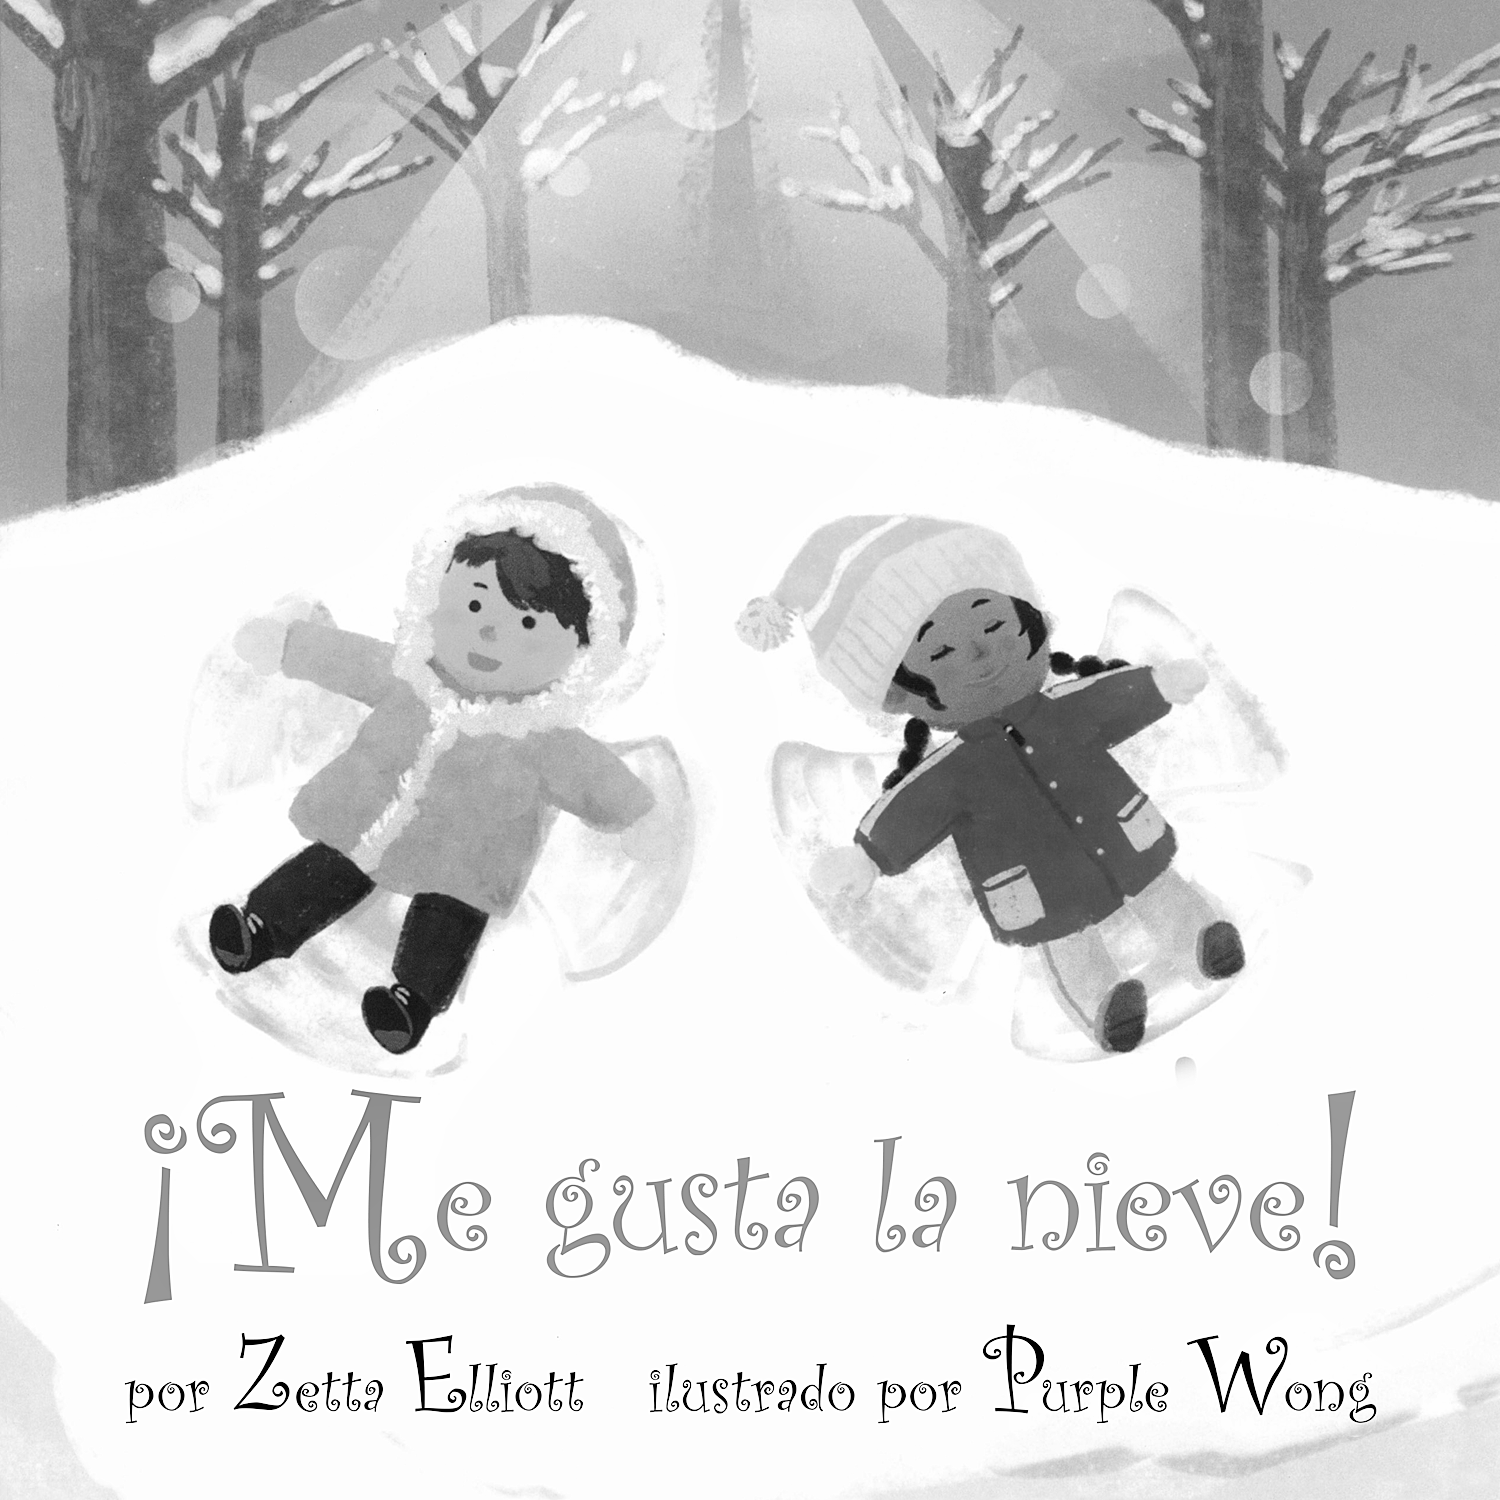 ¡Me gusta la nieve!
por Zetta Elliott ilustrado por Purple Wong